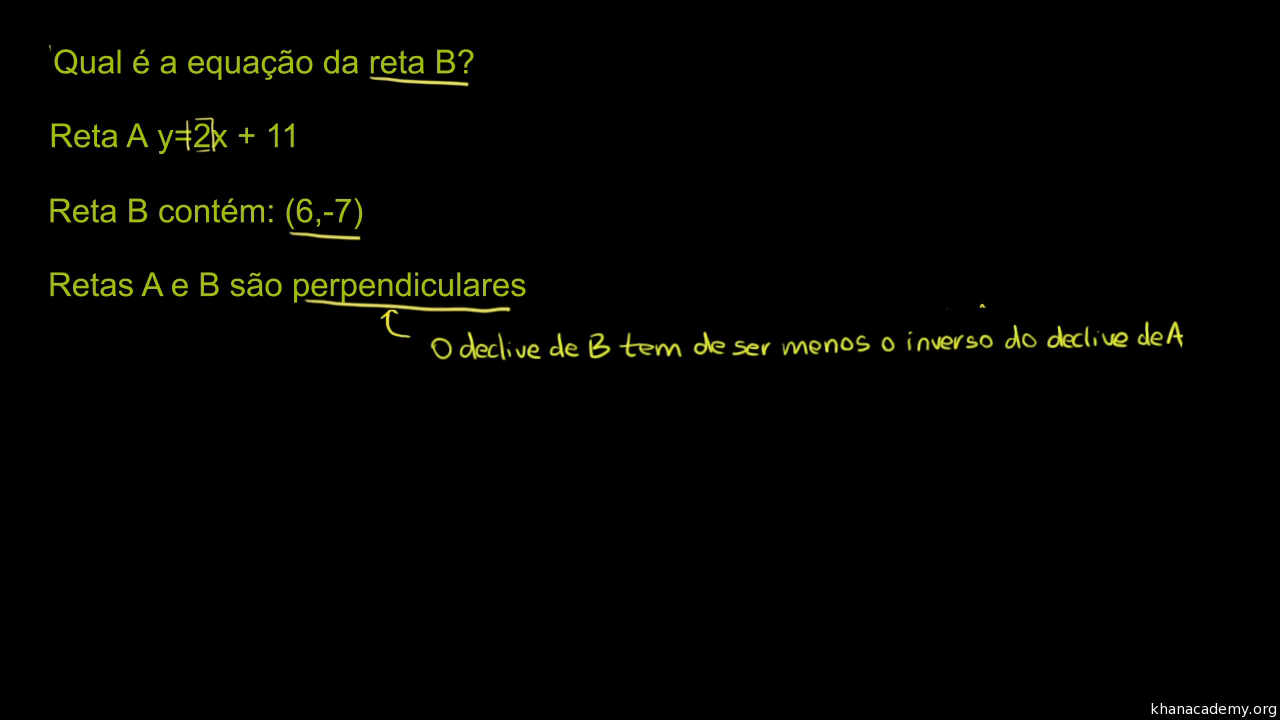 Qual é a equação da reta B?
Reta A y=2x + 11
Reta B contém: (6,-7)
Retas A e B são perpendiculares
O declive de B tem de ser menos o inverso do declive de A
khanacademy.org